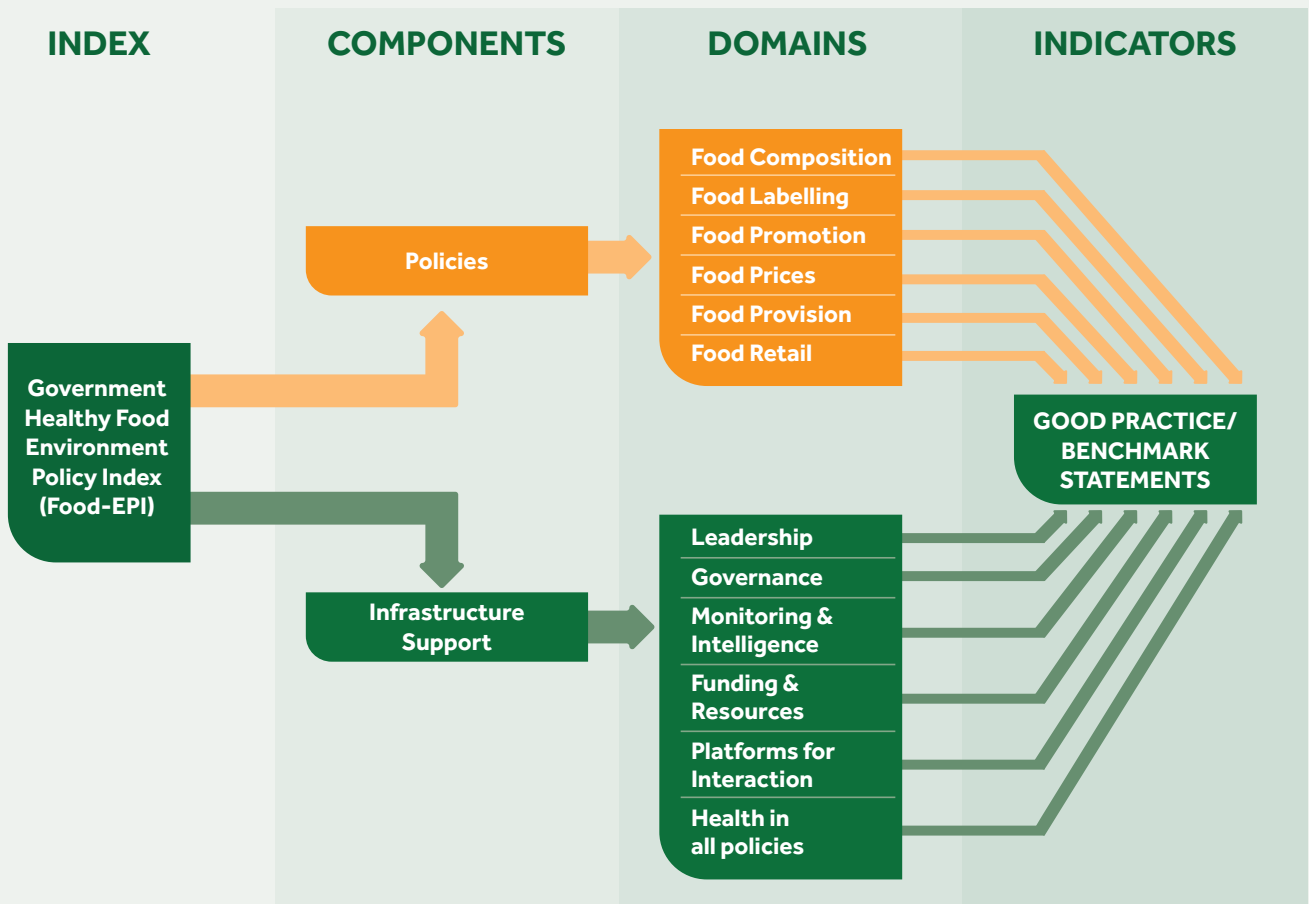 INDEX
COMPONENTS
DOMAINS
INDICATORS
Government
Healthy Food
Environment
Policy Index
(Food-EPI)
Policies
Infrastructure
Support
Food Composition
Food Labelling
Food Promotion
Food Prices
Food Provision
Food Retail
Leadership
Governance
Monitoring &
Intelligence
Funding &
Resources
Platforms for
Interaction
Health in
all policies
GOOD PRACTICE/
BENCHMARK
STATEMENTS